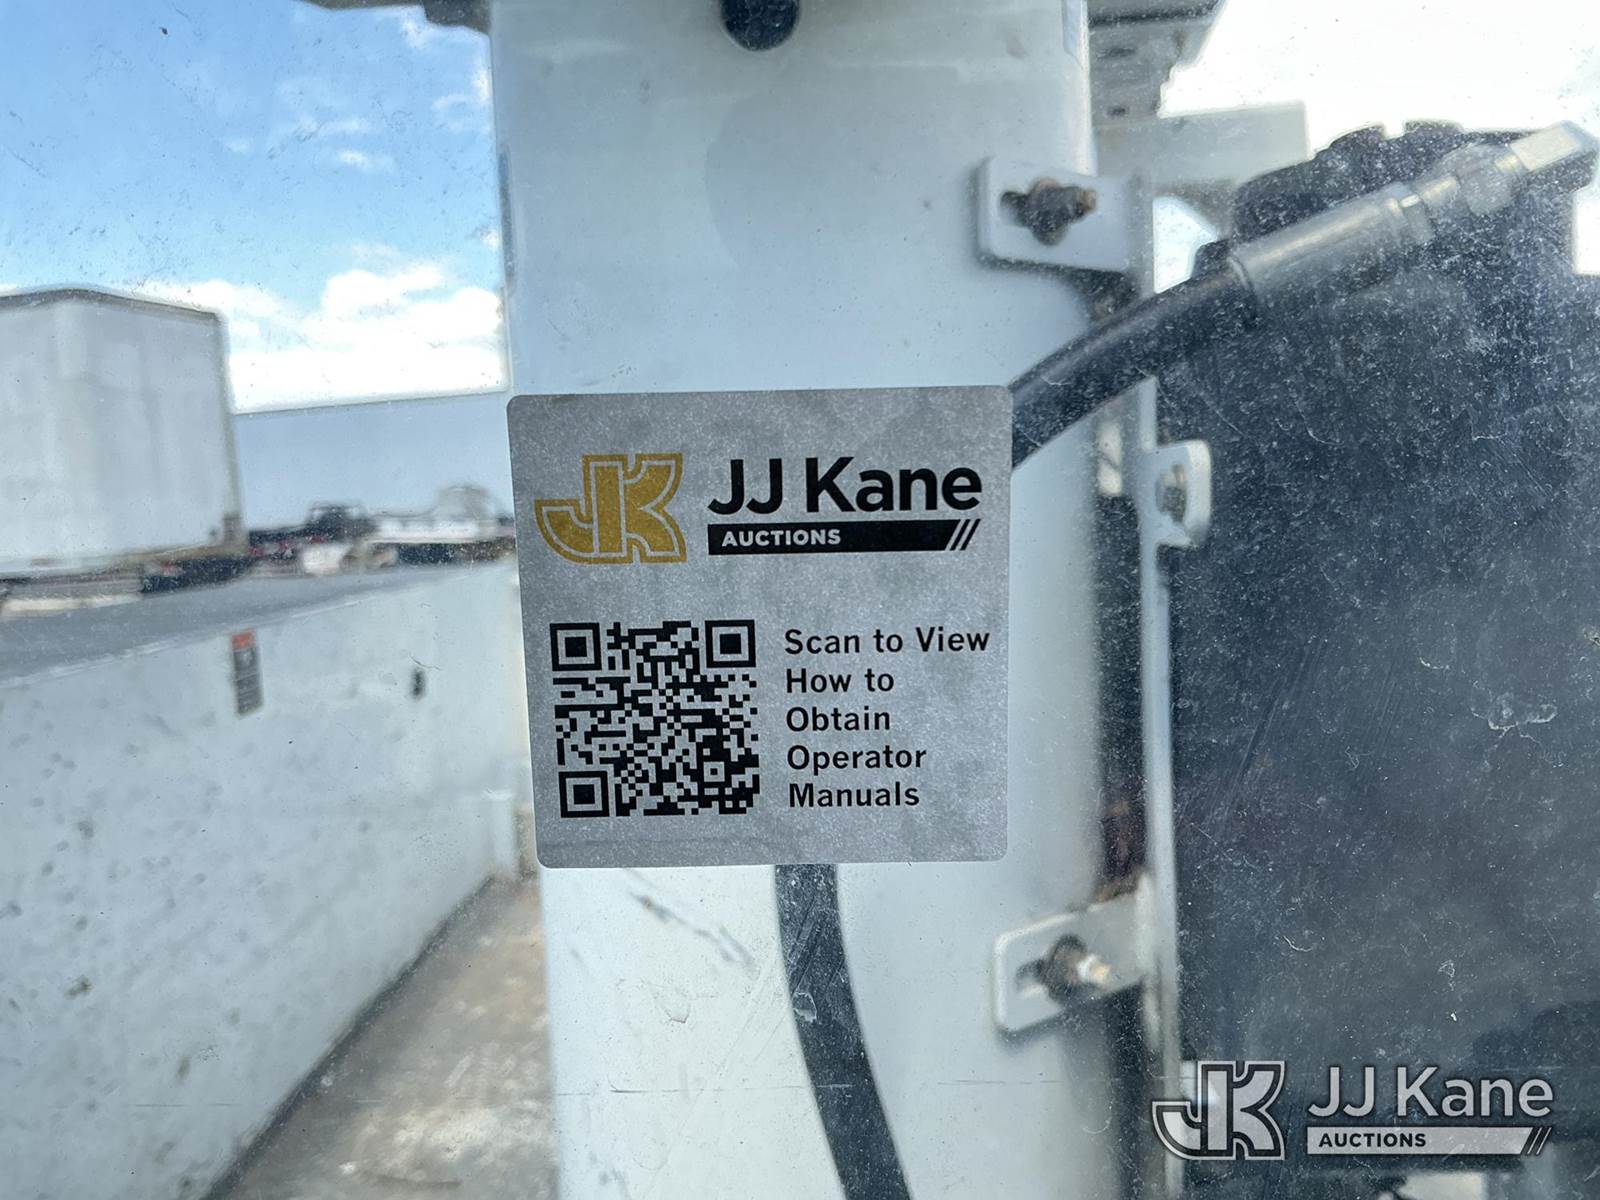 JK JJ Kane
AUCTIONS
Scan to View
How to
Obtain
Operator
Manuals
JK JJ Kane
AUCTIONS